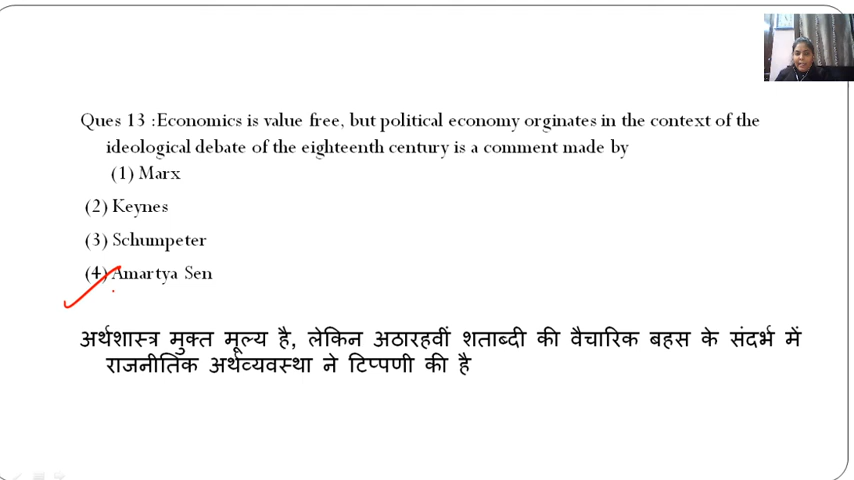 Ques 13 :Economics is value free, but political economy orginates in the context of the
ideological debate of the eighteenth century is a comment made by
(1) Marx
(2) Keynes
(3) Schumpeter
(4) Amartya Sen
अर्थशास्त्र मुक्त मूल्य है, लेकिन अठारहवीं शताब्दी की वैचारिक बहस के संदर्भ में
राजनीतिक अर्थव्यवस्था ने टिप्पणी की है